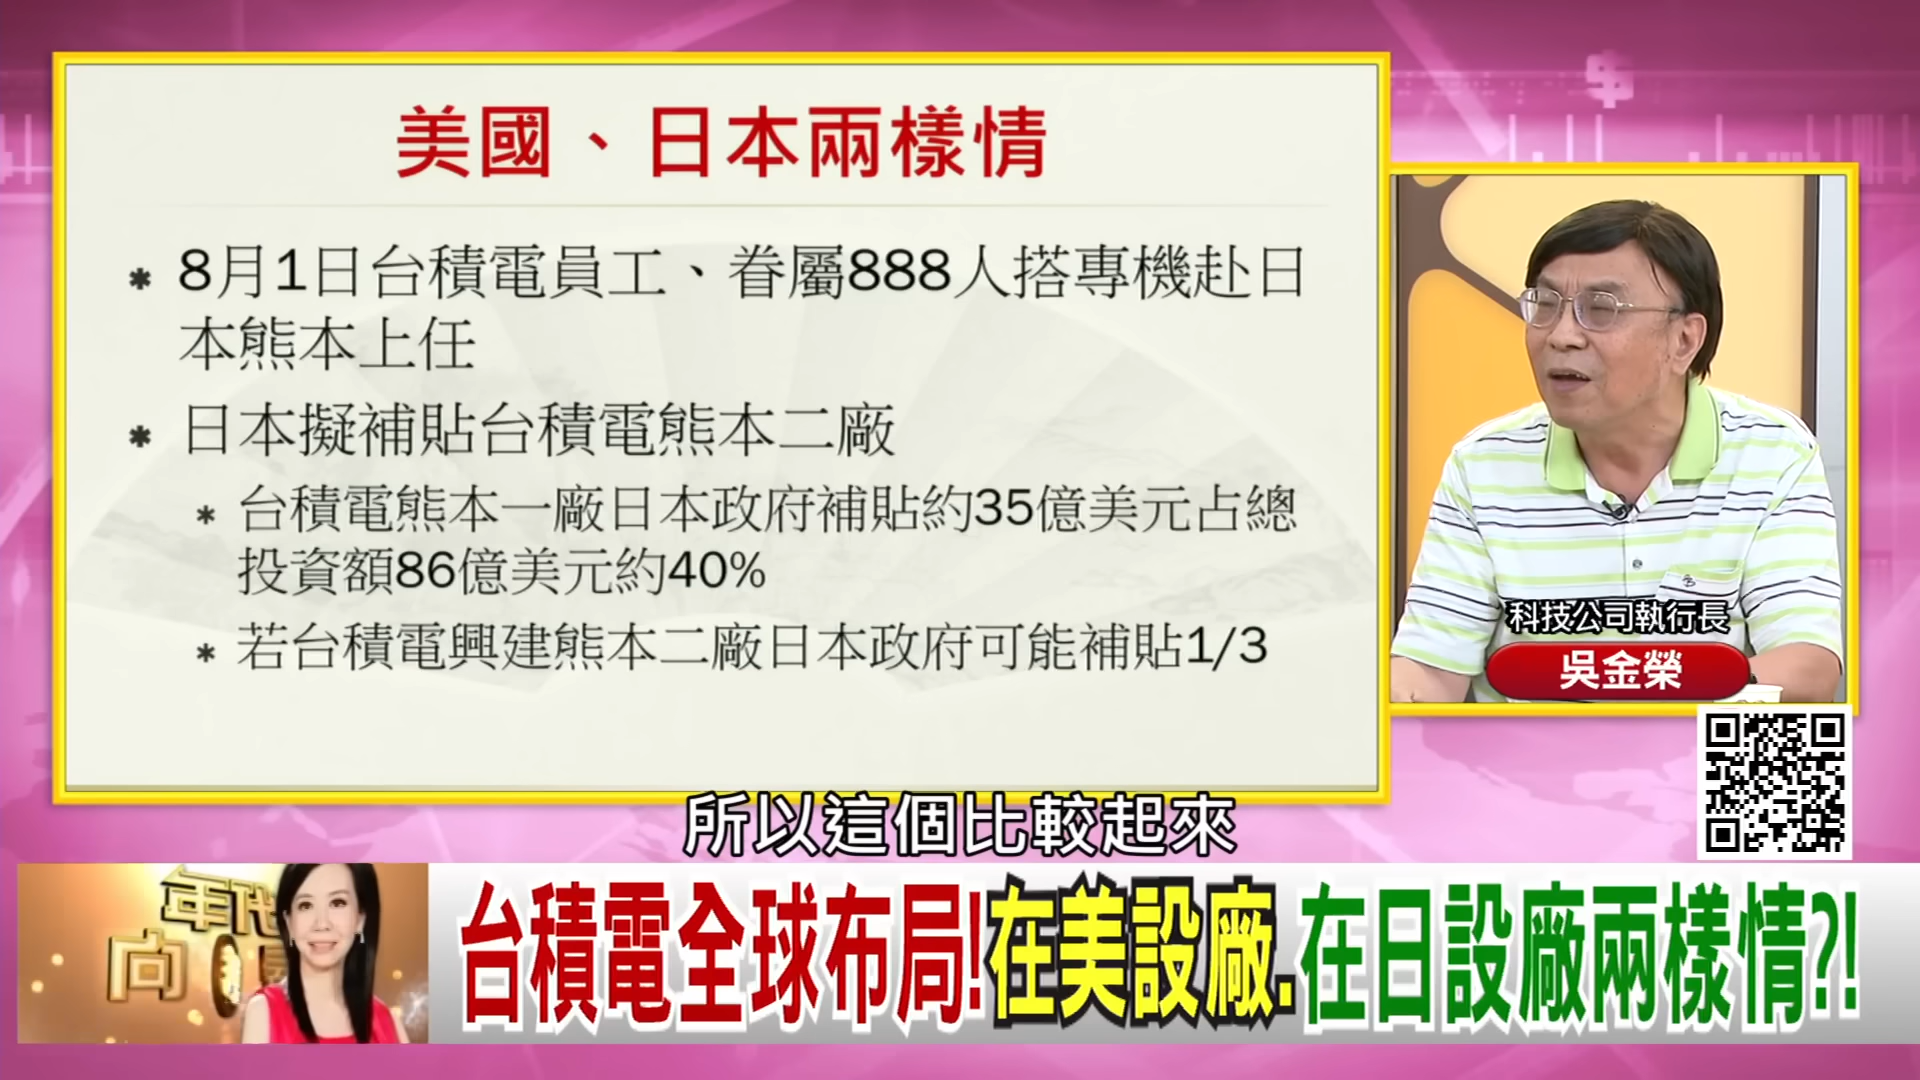 美國、日本兩樣情
* 8月1日台積電員工、眷屬888人搭專機赴日
本熊本上任
* 日本擬補貼台積電熊本二廠
* 台積電熊本一廠日本政府補貼約35億美元占總
投資額86億美元約40%
* 若台積電興建熊本二廠日本政府可能補貼1/3
科技公司執行長
吳金榮
所以這個比較起來
年代
向
台積電全球布局!在美設廠.在日設廠兩樣情?!